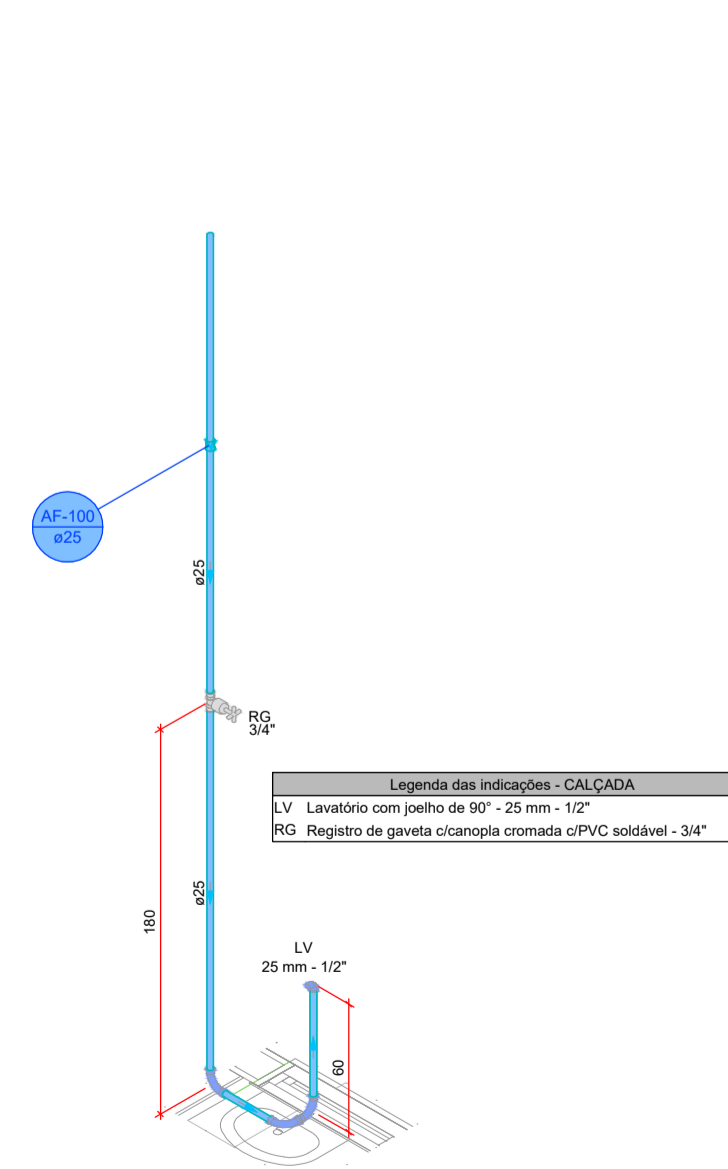 AF-100
ø25
ø25
RG
3/4"
Legenda das indicações - CALÇADA
LV Lavatório com joelho de 90° - 25 mm - 1/2"
RG Registro de gaveta c/canopla cromada c/PVC soldável - 3/4"
ø25
180
LV
25 mm - 1/2"
60